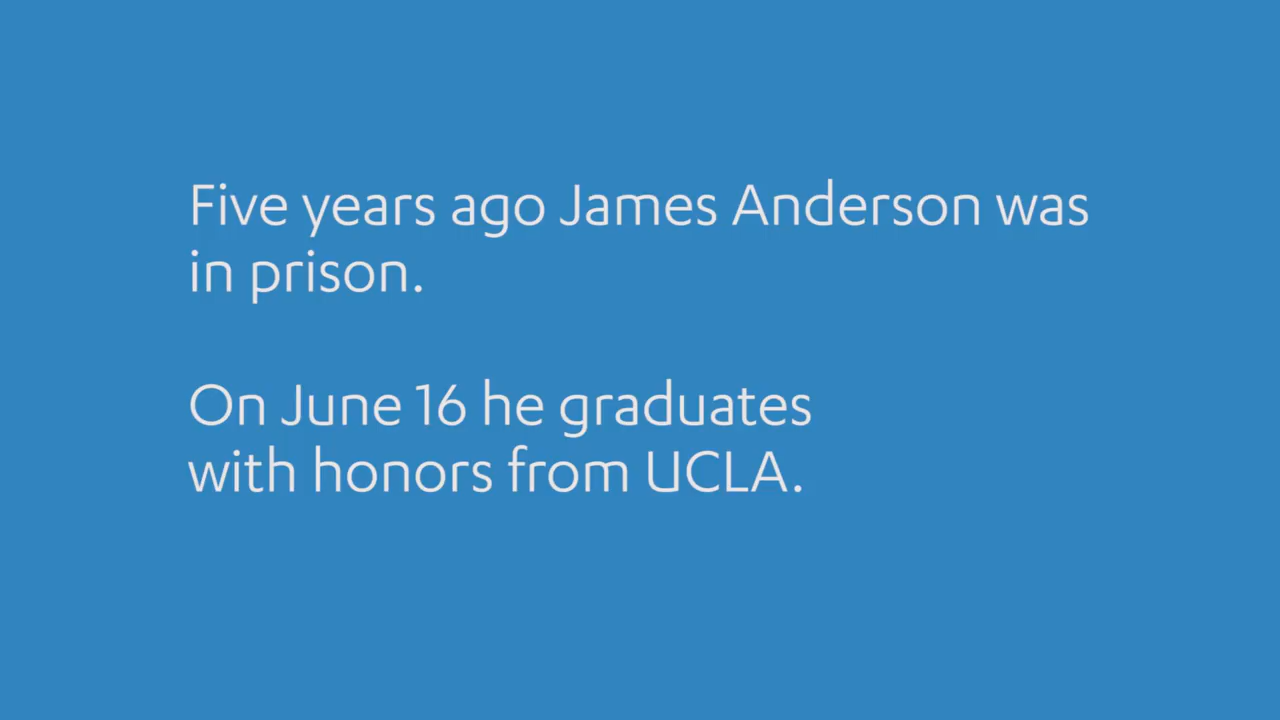 Five years ago James Anderson was
in prison.
On June 16 he graduates
with honors from UCLA.